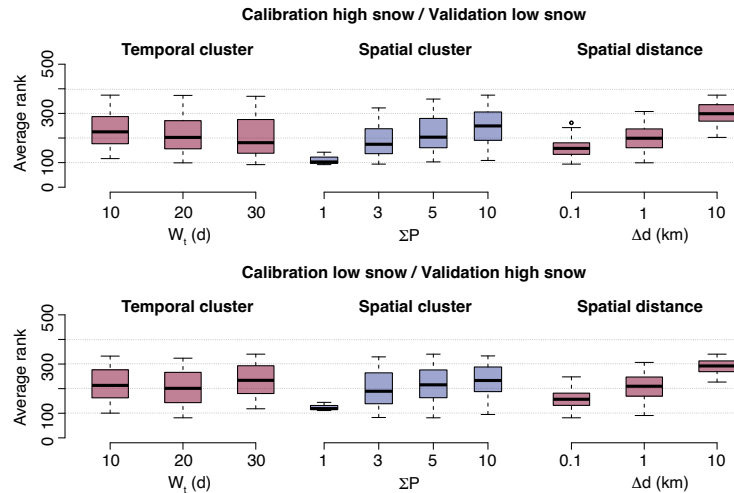 Calibration high snow / Validation low snow
Temporal cluster Spatial cluster Spatial distance
Average rank
0 100 300 500
10 20 30 1 3 5 10 0.1 1 10
W_t (d) ΣP Δd (km)
Calibration low snow / Validation high snow
Temporal cluster Spatial cluster Spatial distance
Average rank
0 100 300 500
10 20 30 1 3 5 10 0.1 1 10
W_t (d) ΣP Δd (km)